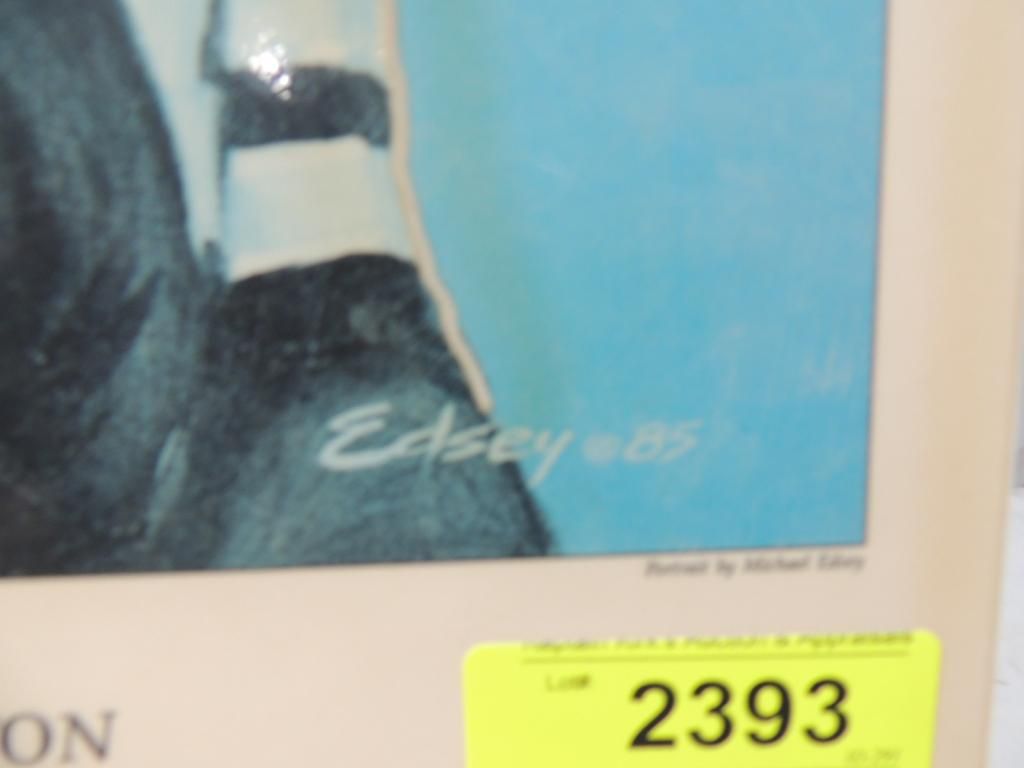 Edsey © 85
Portrait by Michael Edsey
ON
Lot#
2393